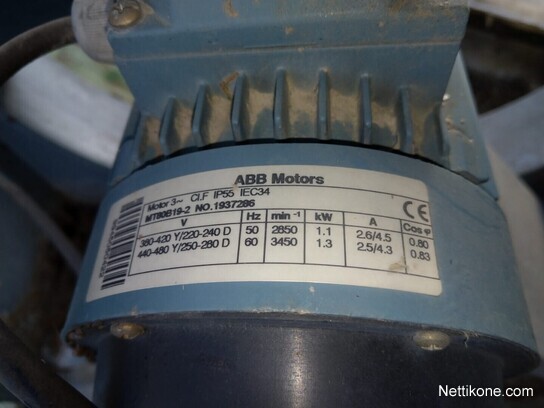 ABB Motors
Motor 3~ Cl.F IP55 IEC34
MT80B19-2 NO.1937286
V Hz min⁻¹ kW A Cos φ
380-420 Y/220-240 D 50 2850 1.1 2.6/4.5 0.80
440-480 Y/250-280 D 60 3450 1.3 2.5/4.3 0.83
CE
Nettikone.com